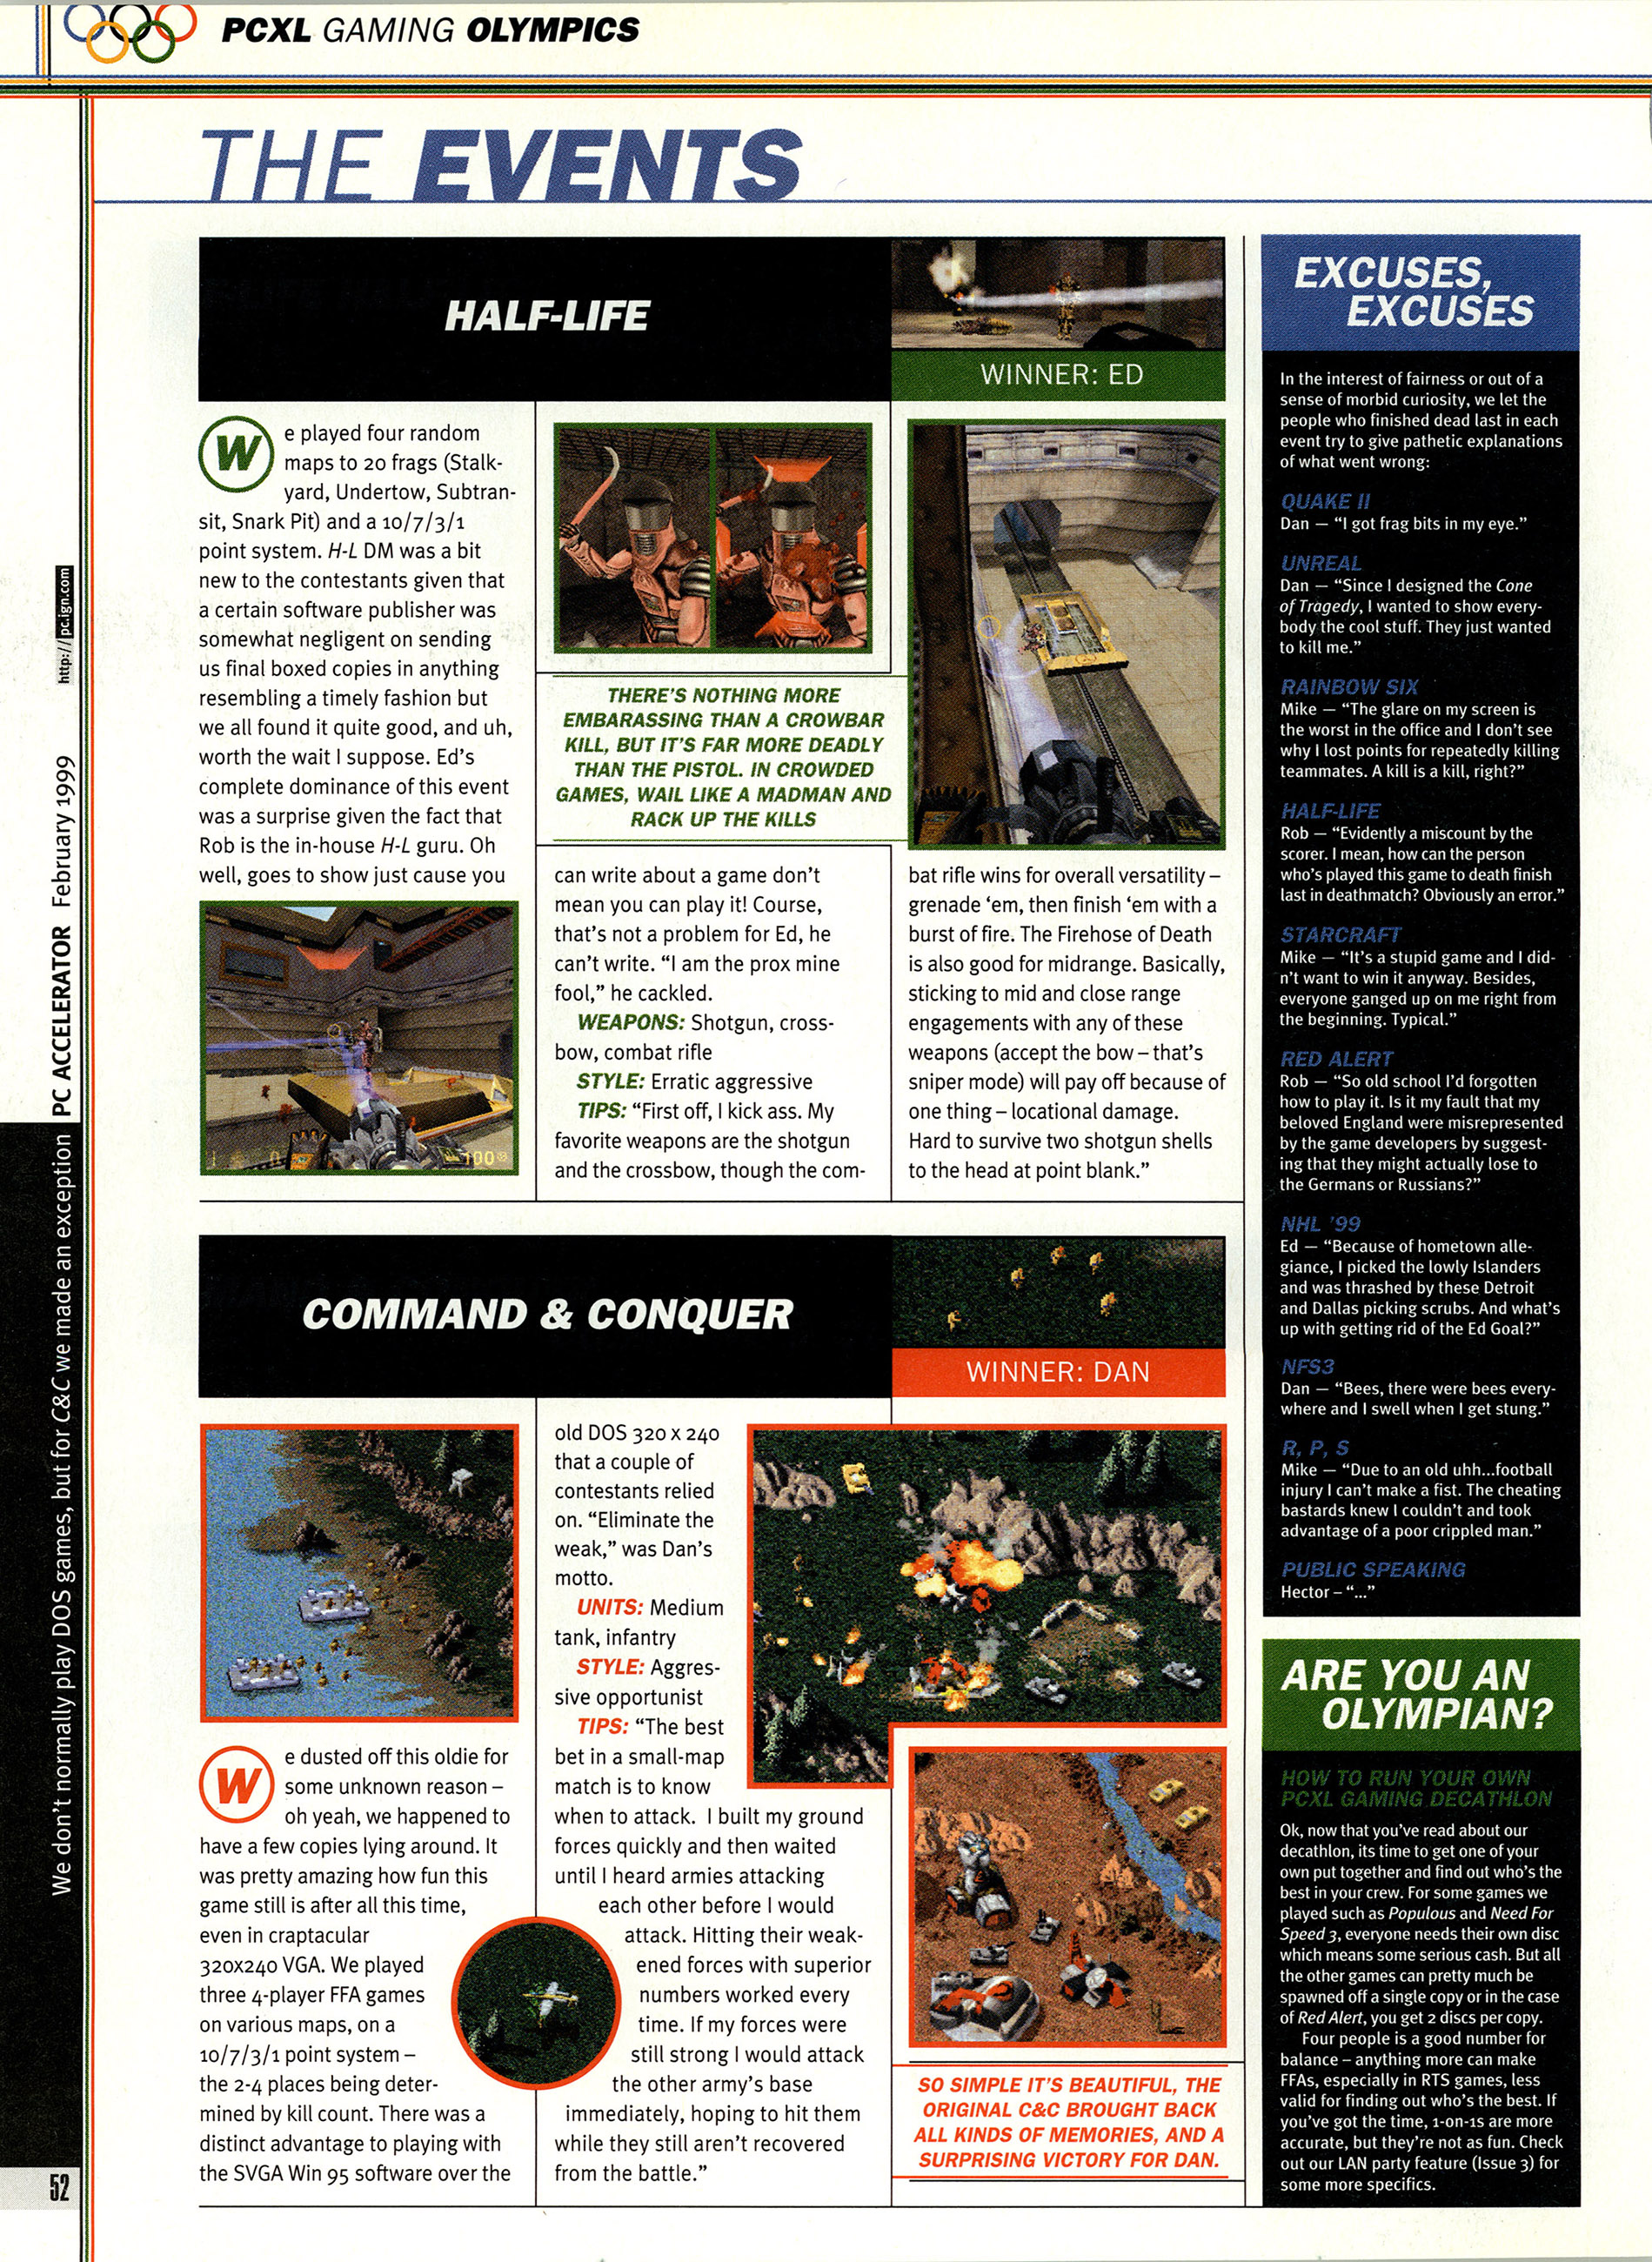 PCXL GAMING OLYMPICS
THE EVENTS
HALF-LIFE
WINNER: ED
We played four random
maps to 20 frags (Stalk-
yard, Undertow, Subtran-
sit, Snark Pit) and a 10/7/3/1
point system. H-L DM was a bit
new to the contestants given that
a certain software publisher was
somewhat negligent on sending
us final boxed copies in anything
resembling a timely fashion but
we all found it quite good, and uh,
worth the wait I suppose. Ed's
complete dominance of this event
was a surprise given the fact that
Rob is the in-house H-L guru. Oh
well, goes to show just cause you
THERE'S NOTHING MORE
EMBARASSING THAN A CROWBAR
KILL, BUT IT'S FAR MORE DEADLY
THAN THE PISTOL. IN CROWDED
GAMES, WAIL LIKE A MADMAN AND
RACK UP THE KILLS
can write about a game don't
mean you can play it! Course,
that's not a problem for Ed, he
can't write. “I am the prox mine
fool,” he cackled.
WEAPONS: Shotgun, cross-
bow, combat rifle
STYLE: Erratic aggressive
TIPS: “First off, I kick ass. My
favorite weapons are the shotgun
and the crossbow, though the com-
bat rifle wins for overall versatility –
grenade ‘em, then finish ‘em with a
burst of fire. The Firehose of Death
is also good for midrange. Basically,
sticking to mid and close range
engagements with any of these
weapons (accept the bow – that's
sniper mode) will pay off because of
one thing – locational damage.
Hard to survive two shotgun shells
to the head at point blank.”
100
COMMAND & CONQUER
WINNER: DAN
We dusted off this oldie for
some unknown reason –
oh yeah, we happened to
have a few copies lying around. It
was pretty amazing how fun this
game still is after all this time,
even in craptacular
320x240 VGA. We played
three 4-player FFA games
on various maps, on a
10/7/3/1 point system –
the 2-4 places being deter-
mined by kill count. There was a
distinct advantage to playing with
the SVGA Win 95 software over the
old DOS 320 x 240
that a couple of
contestants relied
on. “Eliminate the
weak,” was Dan's
motto.
UNITS: Medium
tank, infantry
STYLE: Aggres-
sive opportunist
TIPS: “The best
bet in a small-map
match is to know
when to attack. I built my ground
forces quickly and then waited
until I heard armies attacking
each other before I would
attack. Hitting their weak-
ened forces with superior
numbers worked every
time. If my forces were
still strong I would attack
the other army's base
immediately, hoping to hit them
while they still aren't recovered
from the battle.”
SO SIMPLE IT'S BEAUTIFUL, THE
ORIGINAL C&C BROUGHT BACK
ALL KINDS OF MEMORIES, AND A
SURPRISING VICTORY FOR DAN.
EXCUSES,
EXCUSES
In the interest of fairness or out of a
sense of morbid curiosity, we let the
people who finished dead last in each
event try to give pathetic explanations
of what went wrong:
QUAKE II
Dan — “I got frag bits in my eye.”
UNREAL
Dan — “Since I designed the Cone
of Tragedy, I wanted to show every-
body the cool stuff. They just wanted
to kill me.”
RAINBOW SIX
Mike — “The glare on my screen is
the worst in the office and I don't see
why I lost points for repeatedly killing
teammates. A kill is a kill, right?”
HALF-LIFE
Rob — “Evidently a miscount by the
scorer. I mean, how can the person
who's played this game to death finish
last in deathmatch? Obviously an error.”
STARCRAFT
Mike — “It's a stupid game and I did-
n't want to win it anyway. Besides,
everyone ganged up on me right from
the beginning. Typical.”
RED ALERT
Rob — “So old school I'd forgotten
how to play it. Is it my fault that my
beloved England were misrepresented
by the game developers by suggest-
ing that they might actually lose to
the Germans or Russians?”
NHL '99
Ed — “Because of hometown alle-
giance, I picked the lowly Islanders
and was thrashed by these Detroit
and Dallas picking scrubs. And what's
up with getting rid of the Ed Goal?”
NFS3
Dan — “Bees, there were bees every-
where and I swell when I get stung.”
R, P, S
Mike — “Due to an old uhh...football
injury I can't make a fist. The cheating
bastards knew I couldn't and took
advantage of a poor crippled man.”
PUBLIC SPEAKING
Hector – “...”
ARE YOU AN
OLYMPIAN?
HOW TO RUN YOUR OWN
PCXL GAMING DECATHLON
Ok, now that you've read about our
decathlon, its time to get one of your
own put together and find out who's the
best in your crew. For some games we
played such as Populous and Need For
Speed 3, everyone needs their own disc
which means some serious cash. But all
the other games can pretty much be
spawned off a single copy or in the case
of Red Alert, you get 2 discs per copy.
Four people is a good number for
balance – anything more can make
FFAs, especially in RTS games, less
valid for finding out who's the best. If
you've got the time, 1-on-1s are more
accurate, but they're not as fun. Check
out our LAN party feature (Issue 3) for
some more specifics.
We don't normally play DOS games, but for C&C we made an exception PC ACCELERATOR February 1999 http://pc.ign.com
52